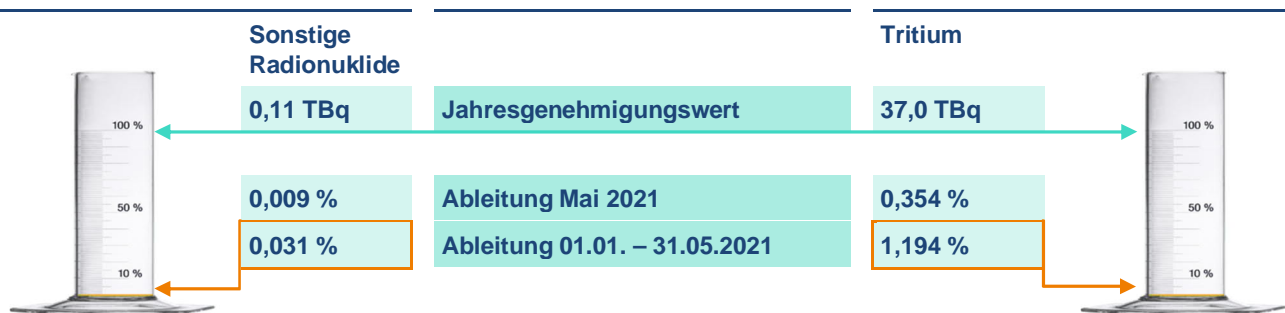 Sonstige
Radionuklide
Tritium
0,11 TBq
Jahresgenehmigungswert
37,0 TBq
100 %
100 %
0,009 %
Ableitung Mai 2021
0,354 %
50 %
50 %
0,031 %
Ableitung 01.01. – 31.05.2021
1,194 %
10 %
10 %